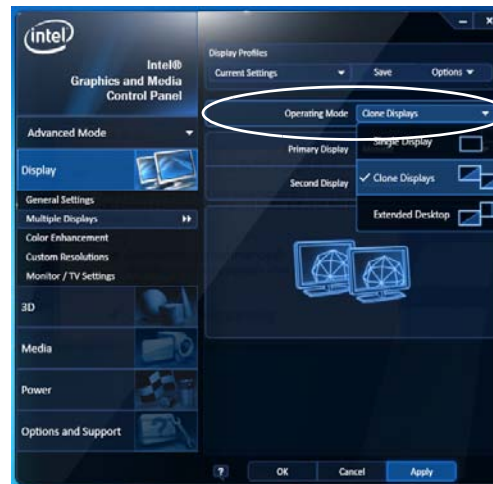 intel
Intel®
Graphics and Media
Control Panel
Advanced Mode
Display
General Settings
Multiple Displays
Color Enhancement
Custom Resolutions
Monitor / TV Settings
3D
Media
Power
Options and Support
Display Profiles
Current Settings
Save
Options
Operating Mode
Clone Displays
Primary Display
Single Display
Second Display
✓ Clone Displays
Extended Desktop
?
OK
Cancel
Apply